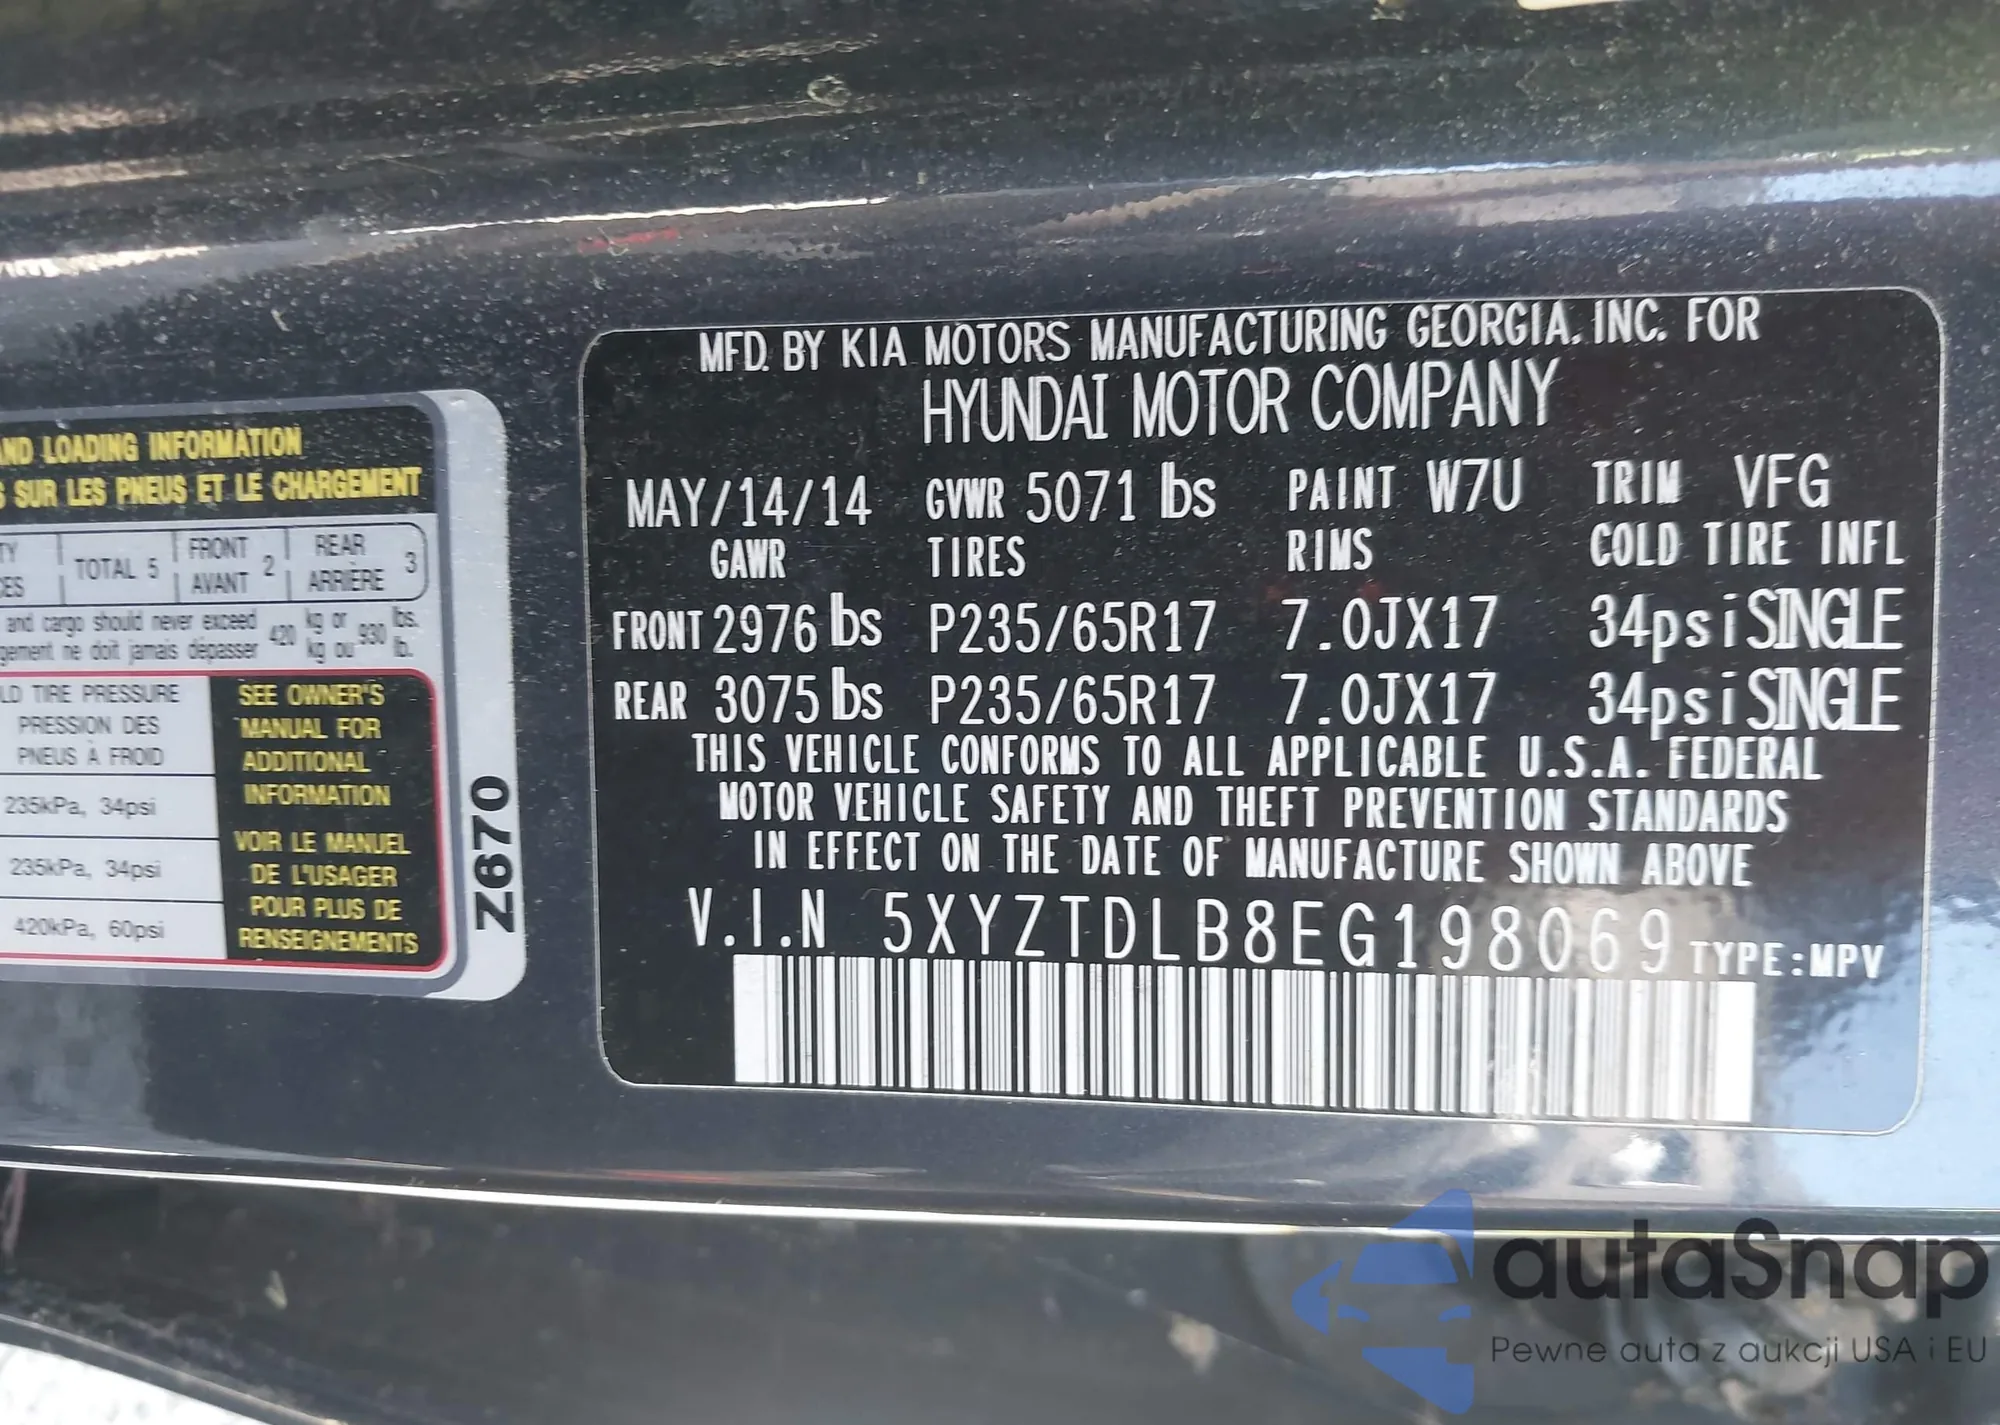 AND LOADING INFORMATION
SUR LES PNEUS ET LE CHARGEMENT
TOTAL 5
FRONT
AVANT
2
REAR
ARRIÈRE
3
and cargo should never exceed
ne doit jamais dépasser
420
kg or
kg ou
930
lbs.
lb.
TIRE PRESSURE
PRESSION DES
PNEUS À FROID
235kPa, 34psi
235kPa, 34psi
420kPa, 60psi
SEE OWNER'S
MANUAL FOR
ADDITIONAL
INFORMATION
VOIR LE MANUEL
DE L'USAGER
POUR PLUS DE
RENSEIGNEMENTS
Z670
MFD. BY KIA MOTORS MANUFACTURING GEORGIA. INC. FOR
HYUNDAI MOTOR COMPANY
MAY/14/14 GVWR 5071 lbs PAINT W7U TRIM VFG
GAWR TIRES RIMS COLD TIRE INFL
FRONT 2976 lbs P235/65R17 7.0JX17 34psi SINGLE
REAR 3075 lbs P235/65R17 7.0JX17 34psi SINGLE
THIS VEHICLE CONFORMS TO ALL APPLICABLE U.S.A. FEDERAL
MOTOR VEHICLE SAFETY AND THEFT PREVENTION STANDARDS
IN EFFECT ON THE DATE OF MANUFACTURE SHOWN ABOVE
V.I.N 5XYZTDLB8EG198069 TYPE:MPV
autaSnap
Pewne auta z aukcji USA i EU